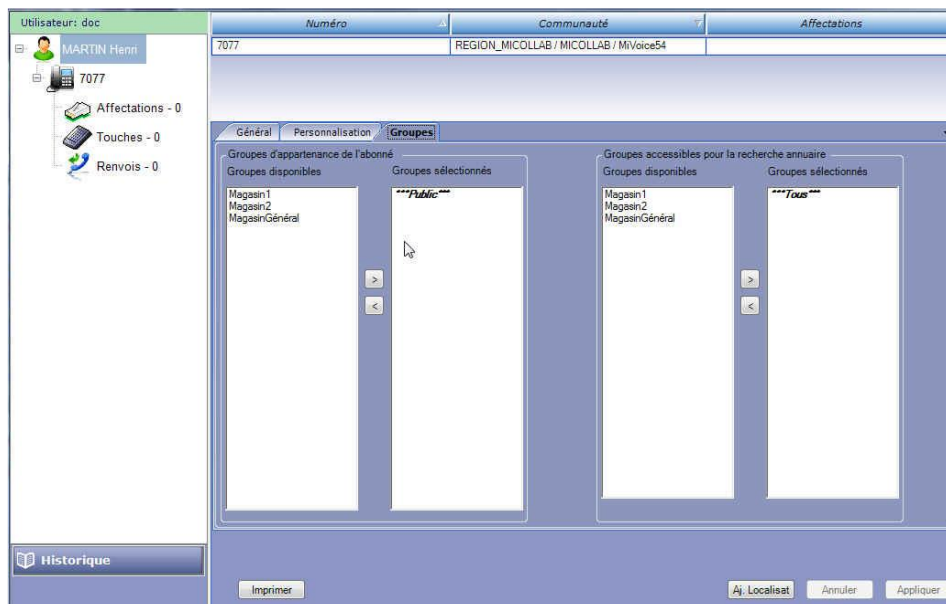 Utilisateur: doc
MARTIN Henri
7077
Affectations - 0
Touches - 0
Renvois - 0
Historique
Numéro Communauté Affectations
7077 REGION_MICOLLAB / MICOLLAB / MiVoice54
Général Personnalisation Groupes
Groupes d'appartenance de l'abonné
Groupes disponibles Groupes sélectionnés
Magasin1 ***Public***
Magasin2
MagasinGénéral
>
<
Groupes accessibles pour la recherche annuaire
Groupes disponibles Groupes sélectionnés
Magasin1 ***Tous***
Magasin2
MagasinGénéral
>
<
Imprimer Aj. Localisat Annuler Appliquer